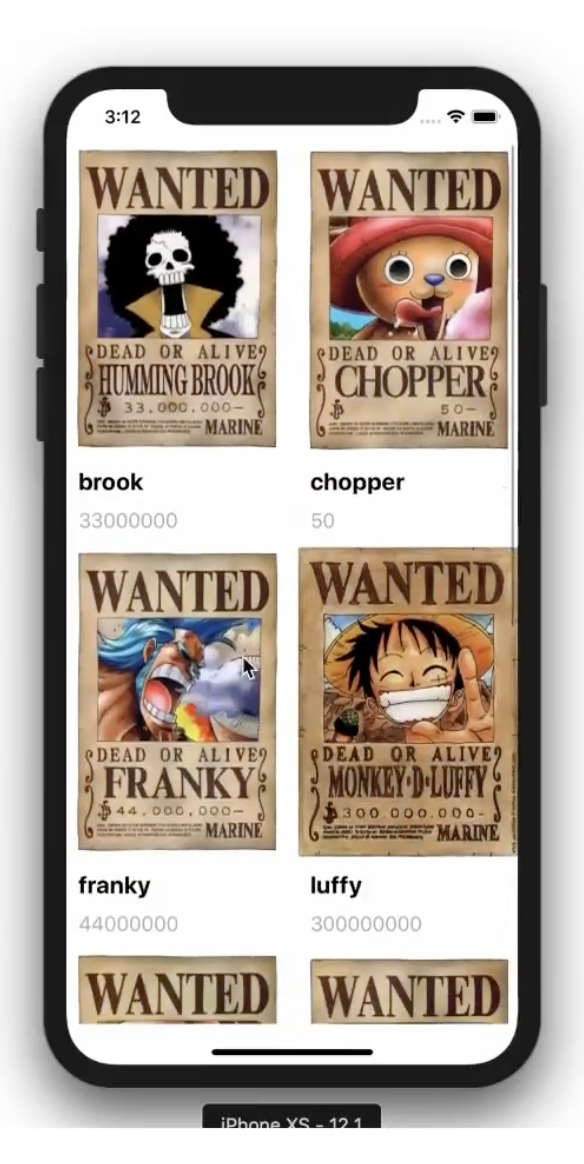 3:12
WANTED
DEAD OR ALIVE
HUMMING BROOK
33,000,000-
MARINE
WANTED
DEAD OR ALIVE
CHOPPER
50-
MARINE
brook
33000000
chopper
50
WANTED
DEAD OR ALIVE
FRANKY
44,000,000-
MARINE
WANTED
DEAD OR ALIVE
MONKEY·D·LUFFY
300,000,000-
MARINE
franky
44000000
luffy
300000000
WANTED
WANTED
iPhone XS - 12.1